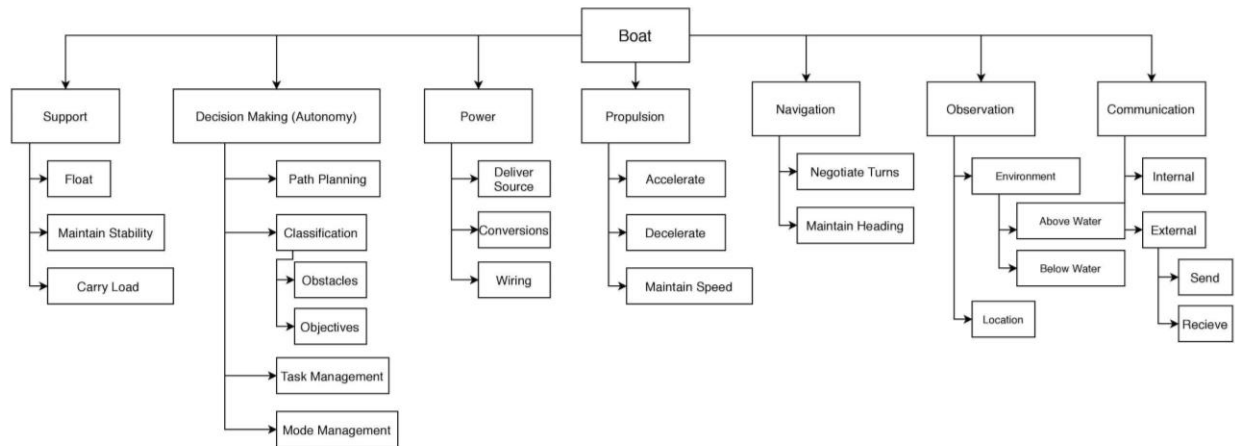 Boat
Support
Decision Making (Autonomy)
Power
Propulsion
Navigation
Observation
Communication
Float
Maintain Stability
Carry Load
Path Planning
Classification
Obstacles
Objectives
Task Management
Mode Management
Deliver
Source
Conversions
Wiring
Accelerate
Decelerate
Maintain Speed
Negotiate Turns
Maintain Heading
Environment
Above Water
Below Water
Location
Internal
External
Send
Recieve